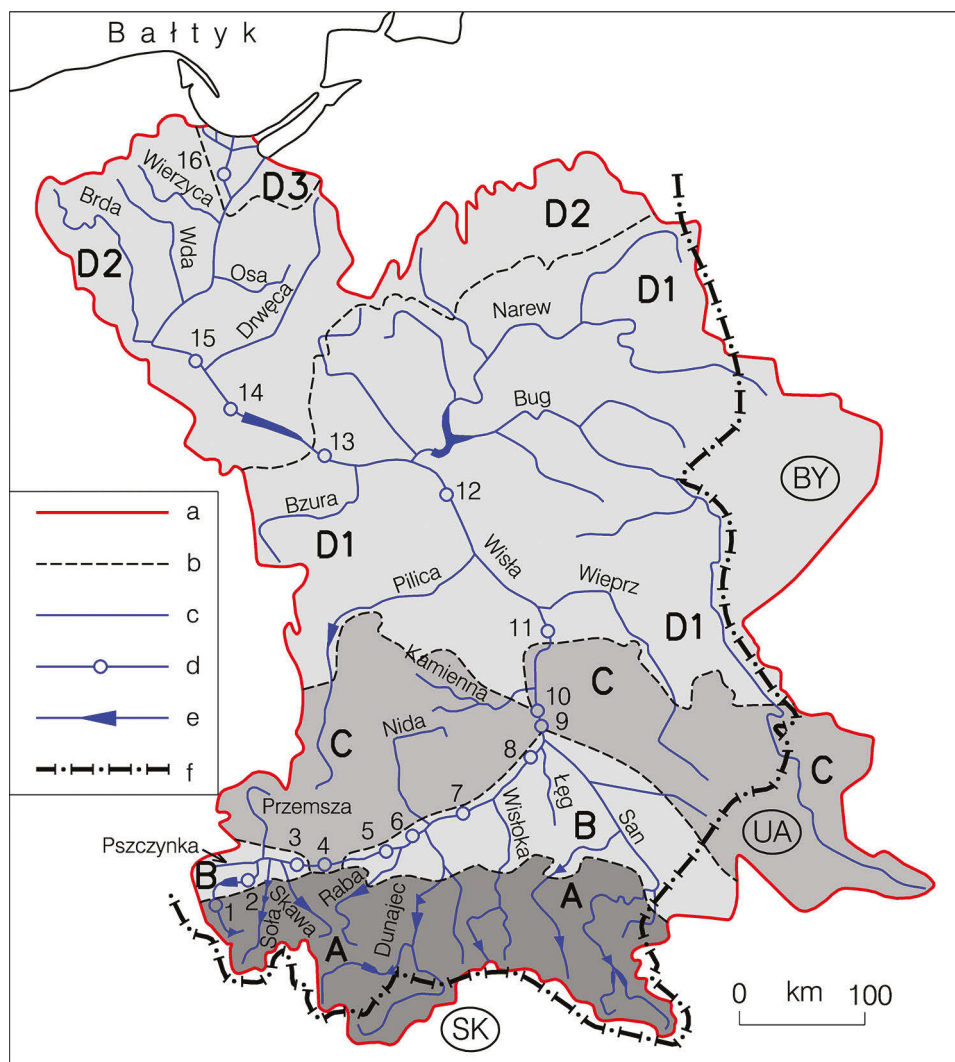 Bałtyk
16
Wierzyca
D3
Brda
Wda
D2
D2
Osa
D1
Drwęca
Narew
15
14
Bug
13
BY
12
Bzura
a
D1
Wisła
b
Pilica
Wieprz
c
11
D1
d
Kamienna
C
10
e
Nida
9
C
8
f
C
7
Łęg
Przemsza
Wisłoka
6
5
B
San
UA
3
4
Pszczynka
B
Raba
2
A
1
Soła
Skawa
Dunajec
A
0 km 100
SK